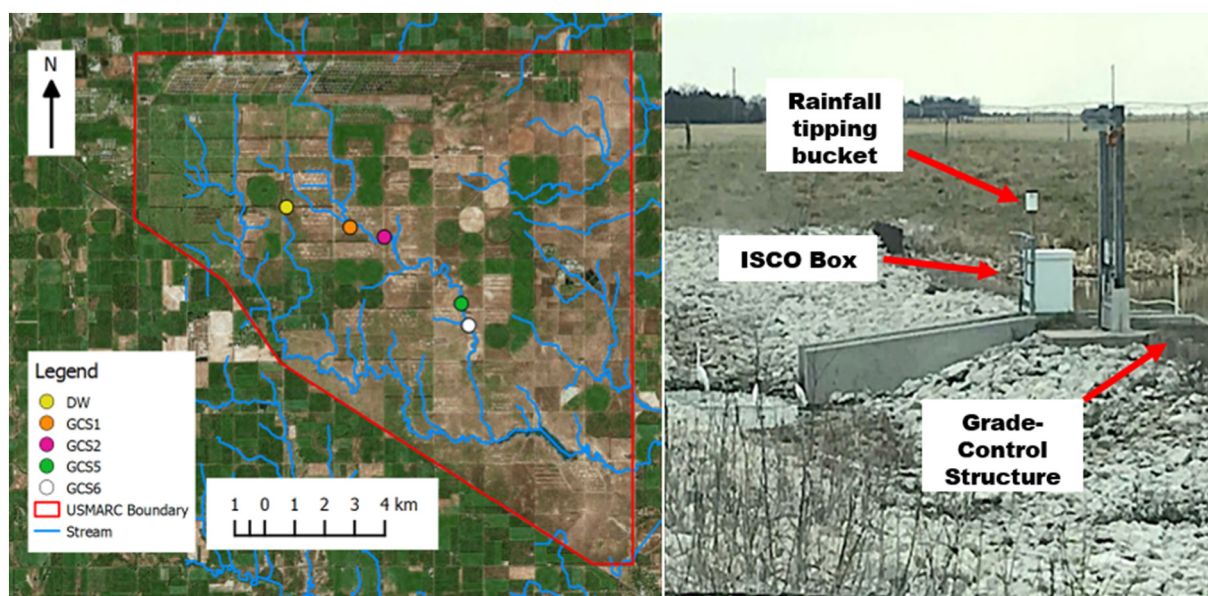 N
Legend
DW
GCS1
GCS2
GCS5
GCS6
USMARC Boundary
Stream
1 0 1 2 3 4 km
Rainfall
tipping
bucket
ISCO Box
Grade-
Control
Structure